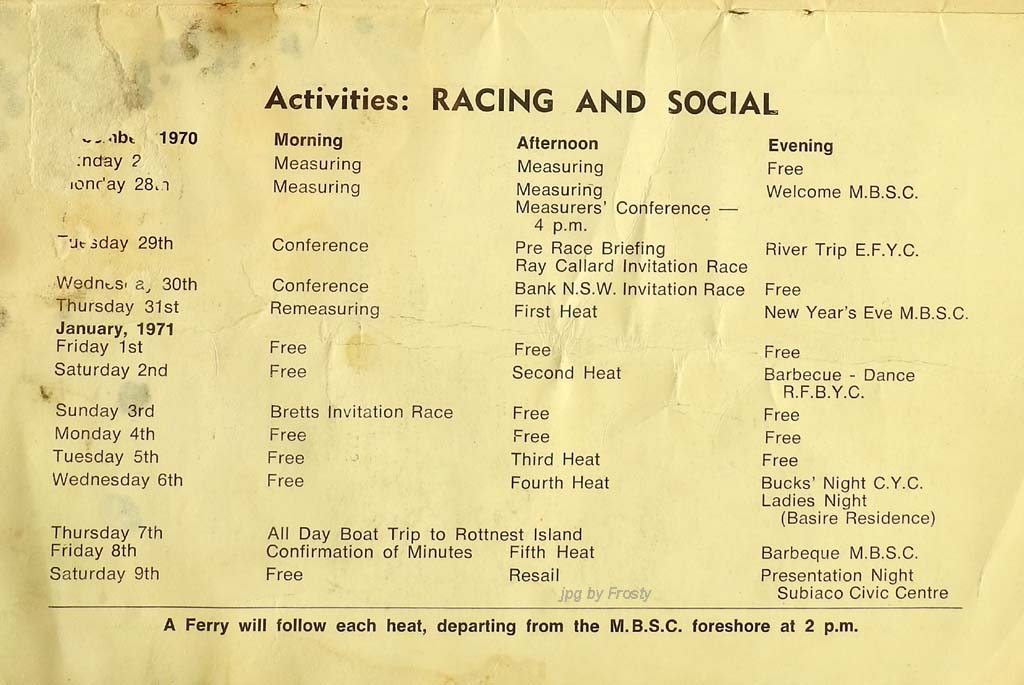 Activities: RACING AND SOCIAL
1970 Morning Afternoon Evening
Measuring Measuring Free
28th Measuring Measuring Welcome M.B.S.C.
Measurers' Conference —
4 p.m.
Tuesday 29th Conference Pre Race Briefing River Trip E.F.Y.C.
Ray Callard Invitation Race
Wednesday 30th Conference Bank N.S.W. Invitation Race Free
Thursday 31st Remeasuring First Heat New Year's Eve M.B.S.C.
January, 1971
Friday 1st Free Free Free
Saturday 2nd Free Second Heat Barbecue - Dance
R.F.B.Y.C.
Sunday 3rd Bretts Invitation Race Free Free
Monday 4th Free Free Free
Tuesday 5th Free Third Heat Free
Wednesday 6th Free Fourth Heat Bucks' Night C.Y.C.
Ladies Night
(Basire Residence)
Thursday 7th All Day Boat Trip to Rottnest Island
Friday 8th Confirmation of Minutes Fifth Heat Barbeque M.B.S.C.
Saturday 9th Free Resail Presentation Night
Subiaco Civic Centre
jpg by Frosty
A Ferry will follow each heat, departing from the M.B.S.C. foreshore at 2 p.m.